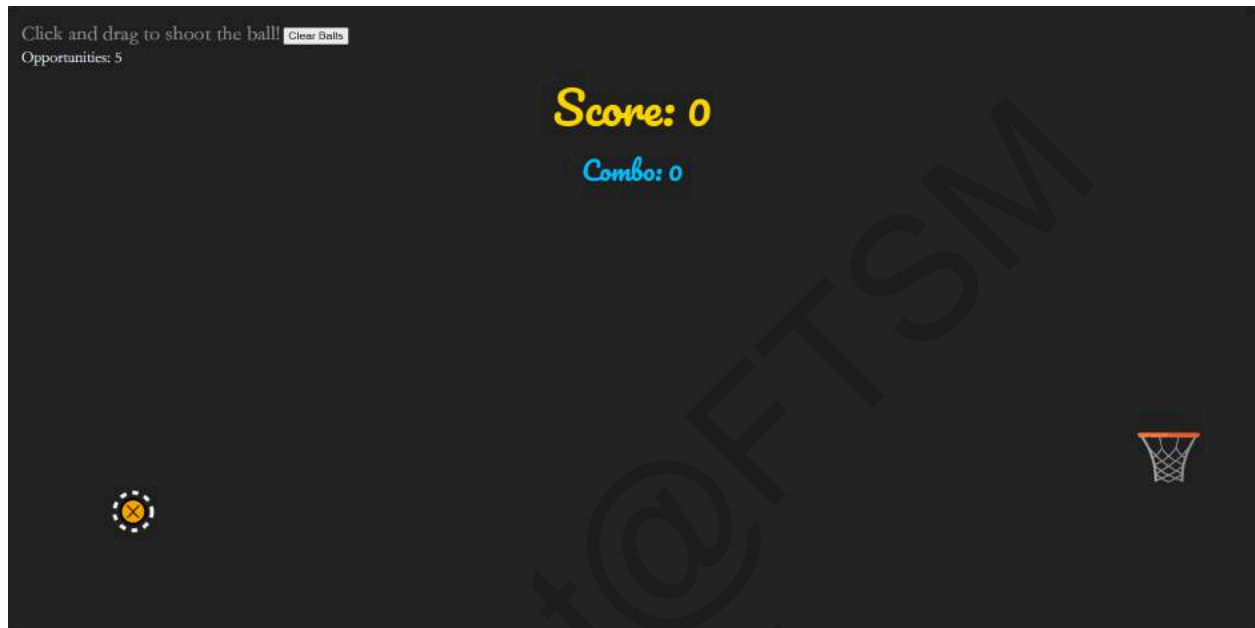 Click and drag to shoot the ball! Clear Balls
Opportunities: 5
Score: 0
Combo: 0
t@FTSM